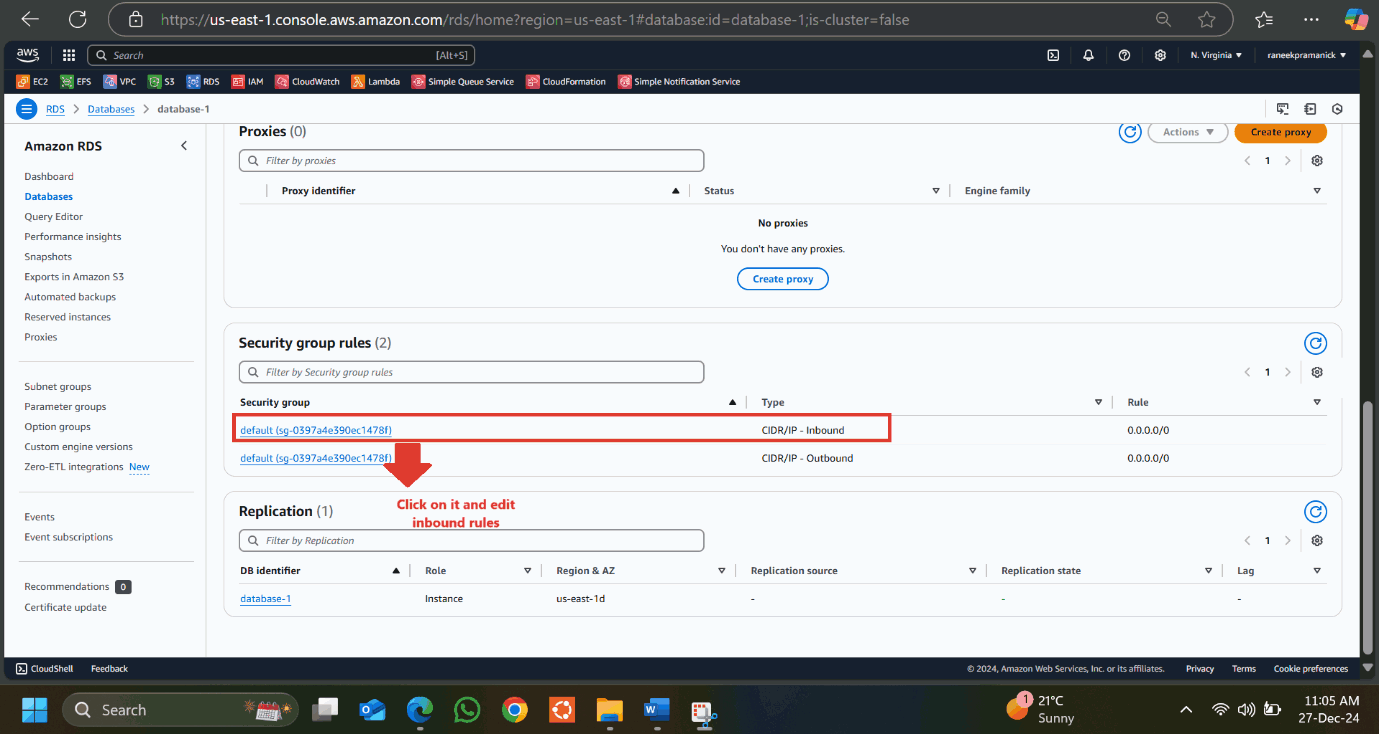 https://us-east-1.console.aws.amazon.com/rds/home?region=us-east-1#database:id=database-1;is-cluster=false
aws Search [Alt+S] N. Virginia raneekpramanick
EC2 EFS VPC S3 RDS IAM CloudWatch Lambda Simple Queue Service CloudFormation Simple Notification Service
RDS > Databases > database-1
Amazon RDS
Dashboard
Databases
Query Editor
Performance insights
Snapshots
Exports in Amazon S3
Automated backups
Reserved instances
Proxies
Subnet groups
Parameter groups
Option groups
Custom engine versions
Zero-ETL integrations New
Events
Event subscriptions
Recommendations 0
Certificate update
Proxies (0) Actions Create proxy
Filter by proxies 1
Proxy identifier Status Engine family
No proxies
You don't have any proxies.
Create proxy
Security group rules (2)
Filter by Security group rules 1
Security group Type Rule
default (sg-0397a4e390ec1478f) CIDR/IP - Inbound 0.0.0.0/0
default (sg-0397a4e390ec1478f) CIDR/IP - Outbound 0.0.0.0/0
Click on it and edit
inbound rules
Replication (1)
Filter by Replication 1
DB identifier Role Region & AZ Replication source Replication state Lag
database-1 Instance us-east-1d - - -
CloudShell Feedback © 2024, Amazon Web Services, Inc. or its affiliates. Privacy Terms Cookie preferences
Search 1 21°C 11:05 AM
Sunny 27-Dec-24